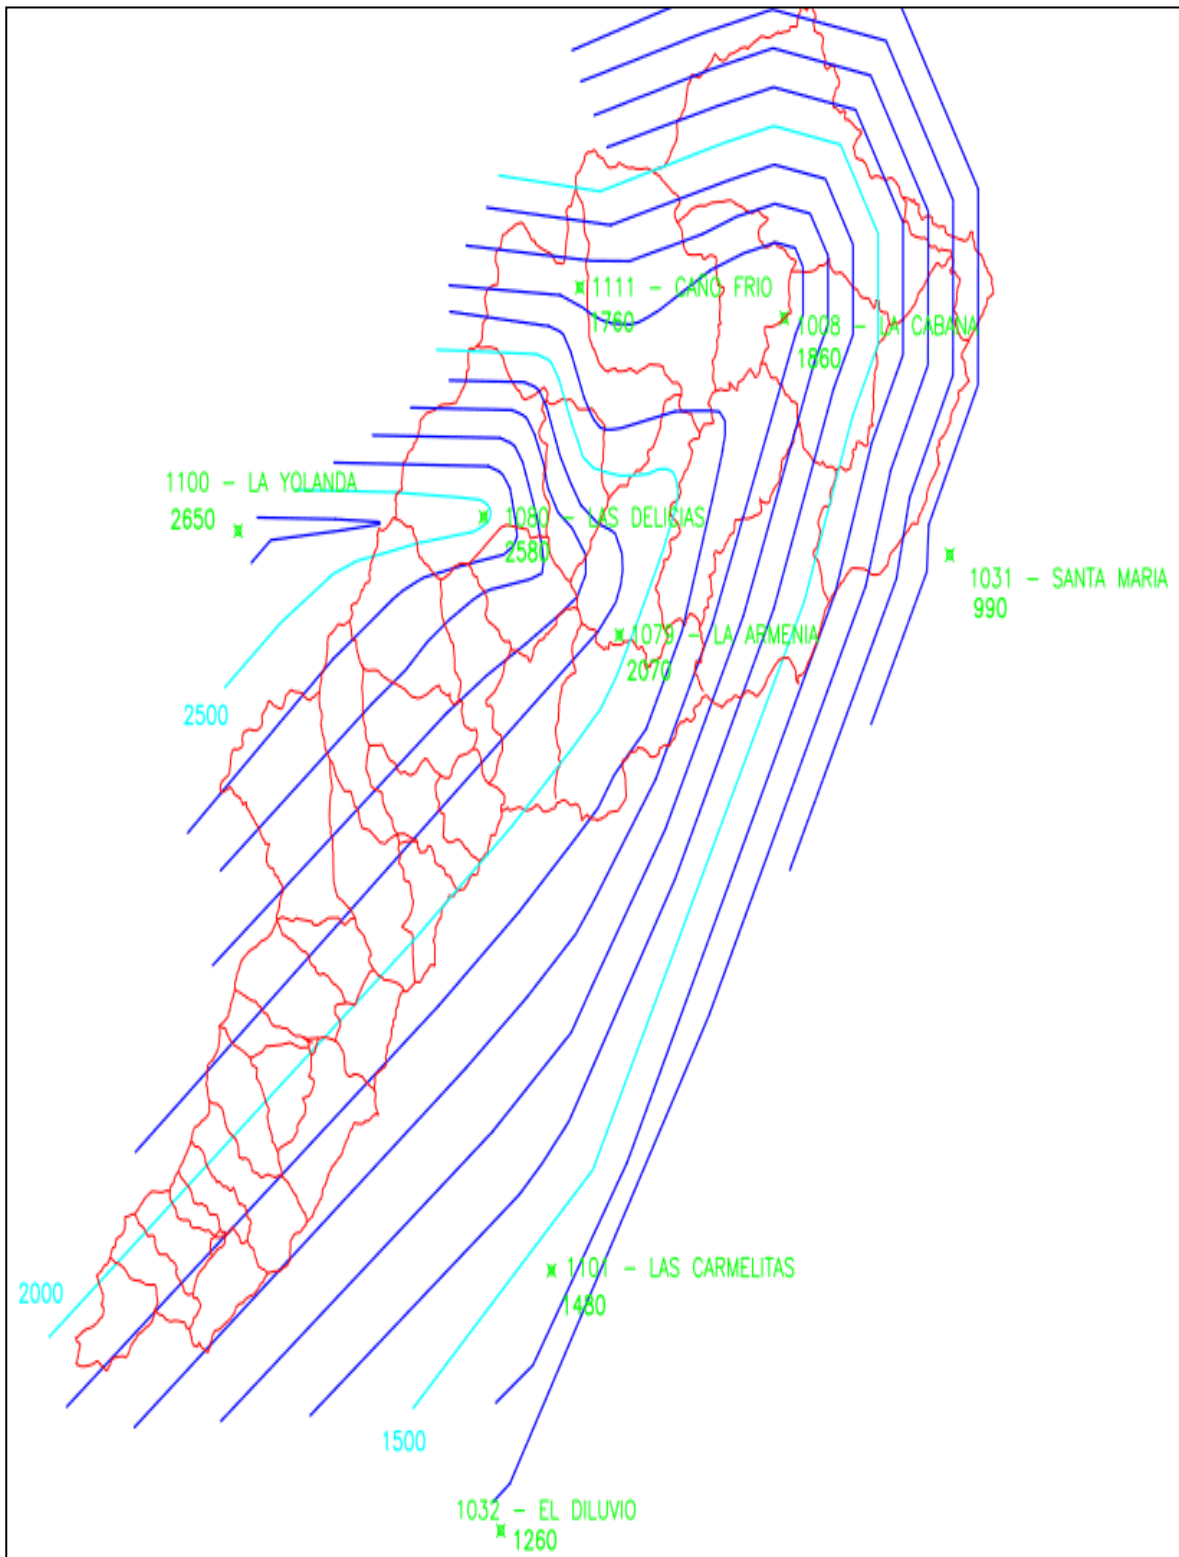 1111 - CAÑO FRIO
1760
1008 - LA CABANA
1860
1100 - LA YOLANDA
2650
1080 - LAS DELICIAS
2580
1031 - SANTA MARIA
990
1079 - LA ARMENIA
2070
2500
2000
1101 - LAS CARMELITAS
1480
1500
1032 - EL DILUVIO
1260